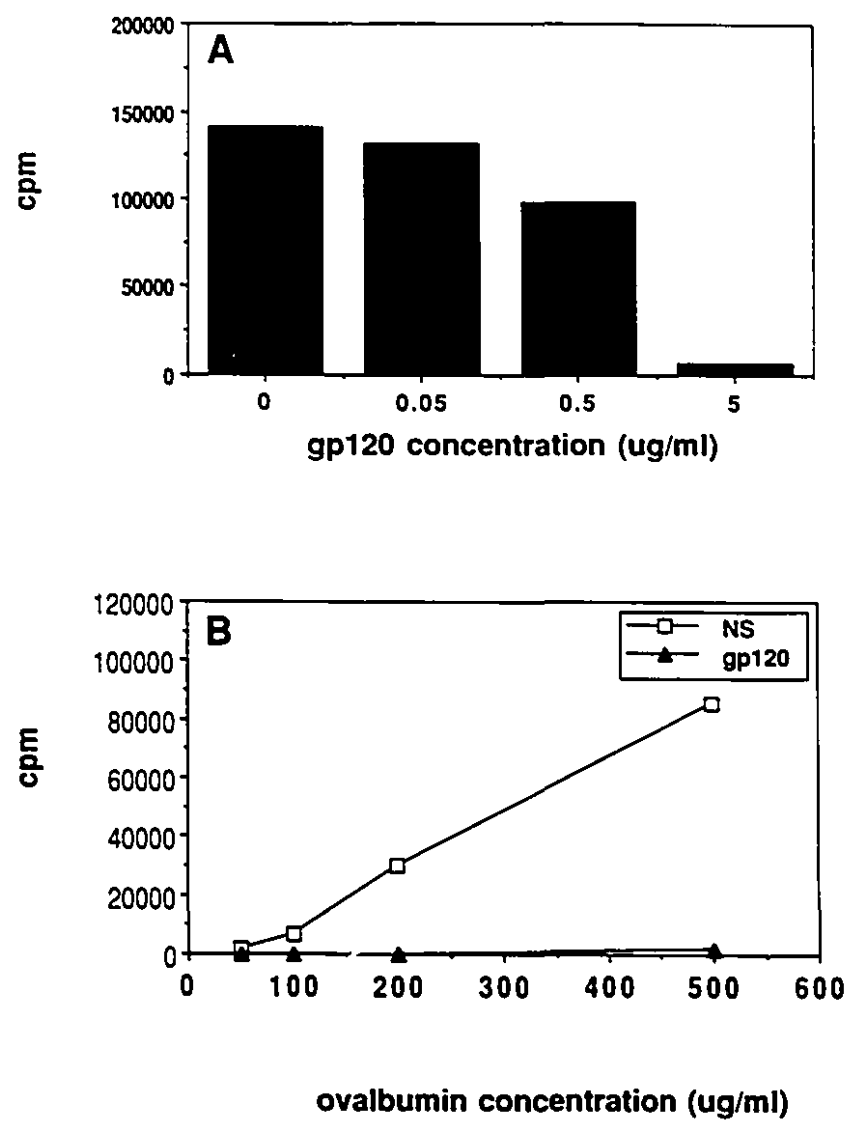 A
200000
150000
100000
50000
0
cpm
0 0.05 0.5 5
gp120 concentration (ug/ml)
B
120000
100000
80000
60000
40000
20000
0
cpm
NS
gp120
0 100 200 300 400 500 600
ovalbumin concentration (ug/ml)